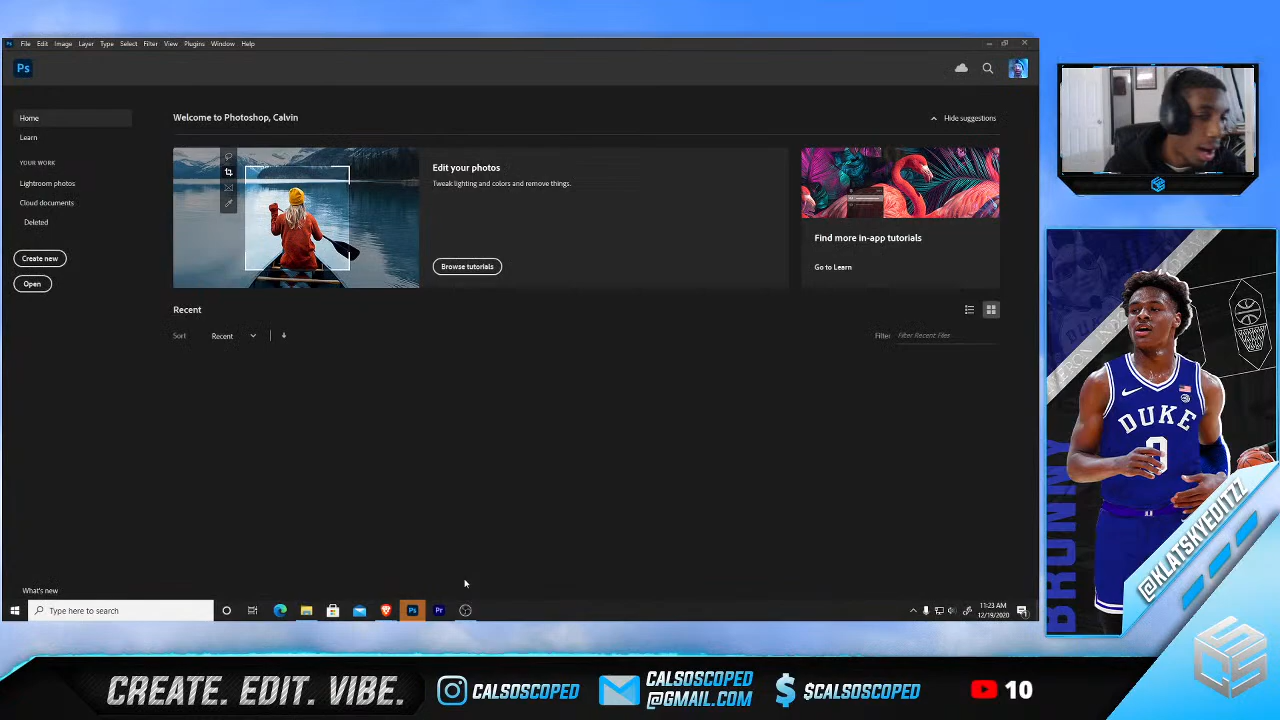 Ps File Edit Image Layer Type Select Filter View Plugins Window Help
Ps
Home
Learn
YOUR WORK
Lightroom photos
Cloud documents
Deleted
Create new
Open
Welcome to Photoshop, Calvin
Hide suggestions
Edit your photos
Tweak lighting and colors and remove things.
Browse tutorials
Find more in-app tutorials
Go to Learn
Recent
Sort Recent
Filter Filter Recent Files
What's new
Type here to search
Ps Pr
11:23 AM
12/19/2020
DUKE
BRONNY
@KLATSKYEDITZ
CREATE. EDIT. VIBE.
CALSOSCOPED
CALSOSCOPED
@GMAIL.COM
$CALSOSCOPED
10